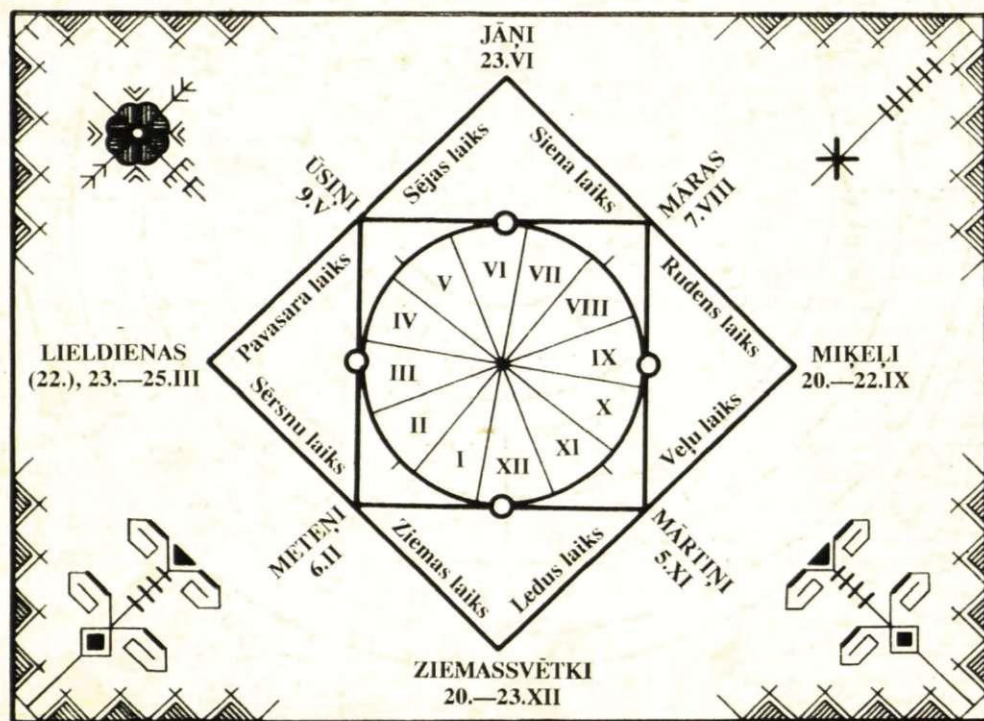 JĀŅI
23.VI
ŪSIŅI
9.V
Sējas laiks
Siena laiks
MĀRAS
7.VIII
Pavasara laiks
Rudens laiks
V
VI
VII
IV
VIII
LIELDIENAS
(22.), 23.—25.III
III
IX
MIĶEĻI
20.—22.IX
II
X
I
XII
XI
Sērsnu laiks
Veļu laiks
METEŅI
6.II
Ziemas laiks
Ledus laiks
MĀRTIŅI
5.XI
ZIEMASSVĒTKI
20.—23.XII